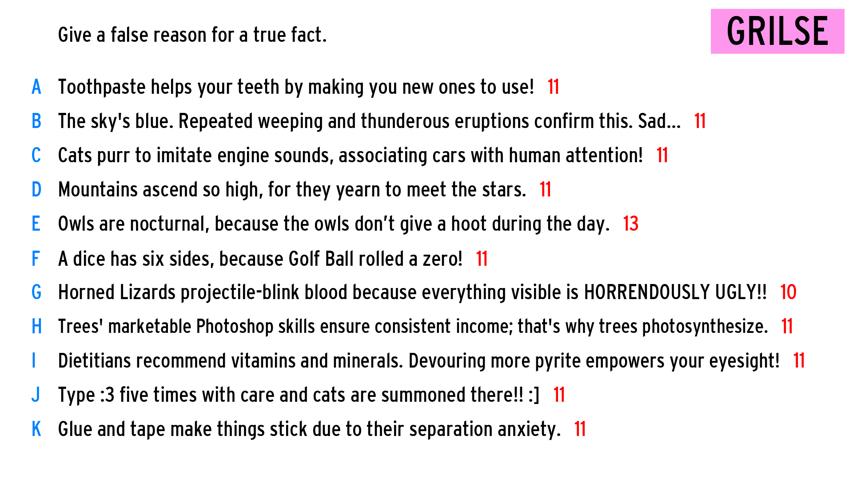 Give a false reason for a true fact.
GRILSE
A Toothpaste helps your teeth by making you new ones to use! 11
B The sky's blue. Repeated weeping and thunderous eruptions confirm this. Sad... 11
C Cats purr to imitate engine sounds, associating cars with human attention! 11
D Mountains ascend so high, for they yearn to meet the stars. 11
E Owls are nocturnal, because the owls don’t give a hoot during the day. 13
F A dice has six sides, because Golf Ball rolled a zero! 11
G Horned Lizards projectile-blink blood because everything visible is HORRENDOUSLY UGLY!! 10
H Trees' marketable Photoshop skills ensure consistent income; that's why trees photosynthesize. 11
I Dietitians recommend vitamins and minerals. Devouring more pyrite empowers your eyesight! 11
J Type :3 five times with care and cats are summoned there!! :] 11
K Glue and tape make things stick due to their separation anxiety. 11